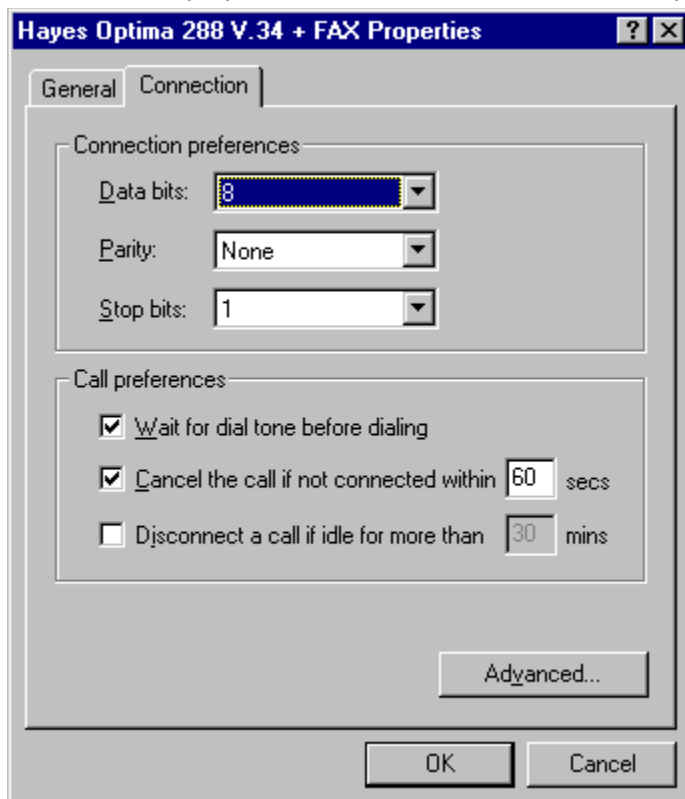 Hayes Optima 288 V.34 + FAX Properties
General Connection
Connection preferences
Data bits: 8
Parity: None
Stop bits: 1
Call preferences
Wait for dial tone before dialing
Cancel the call if not connected within 60 secs
Disconnect a call if idle for more than 30 mins
Advanced...
OK Cancel